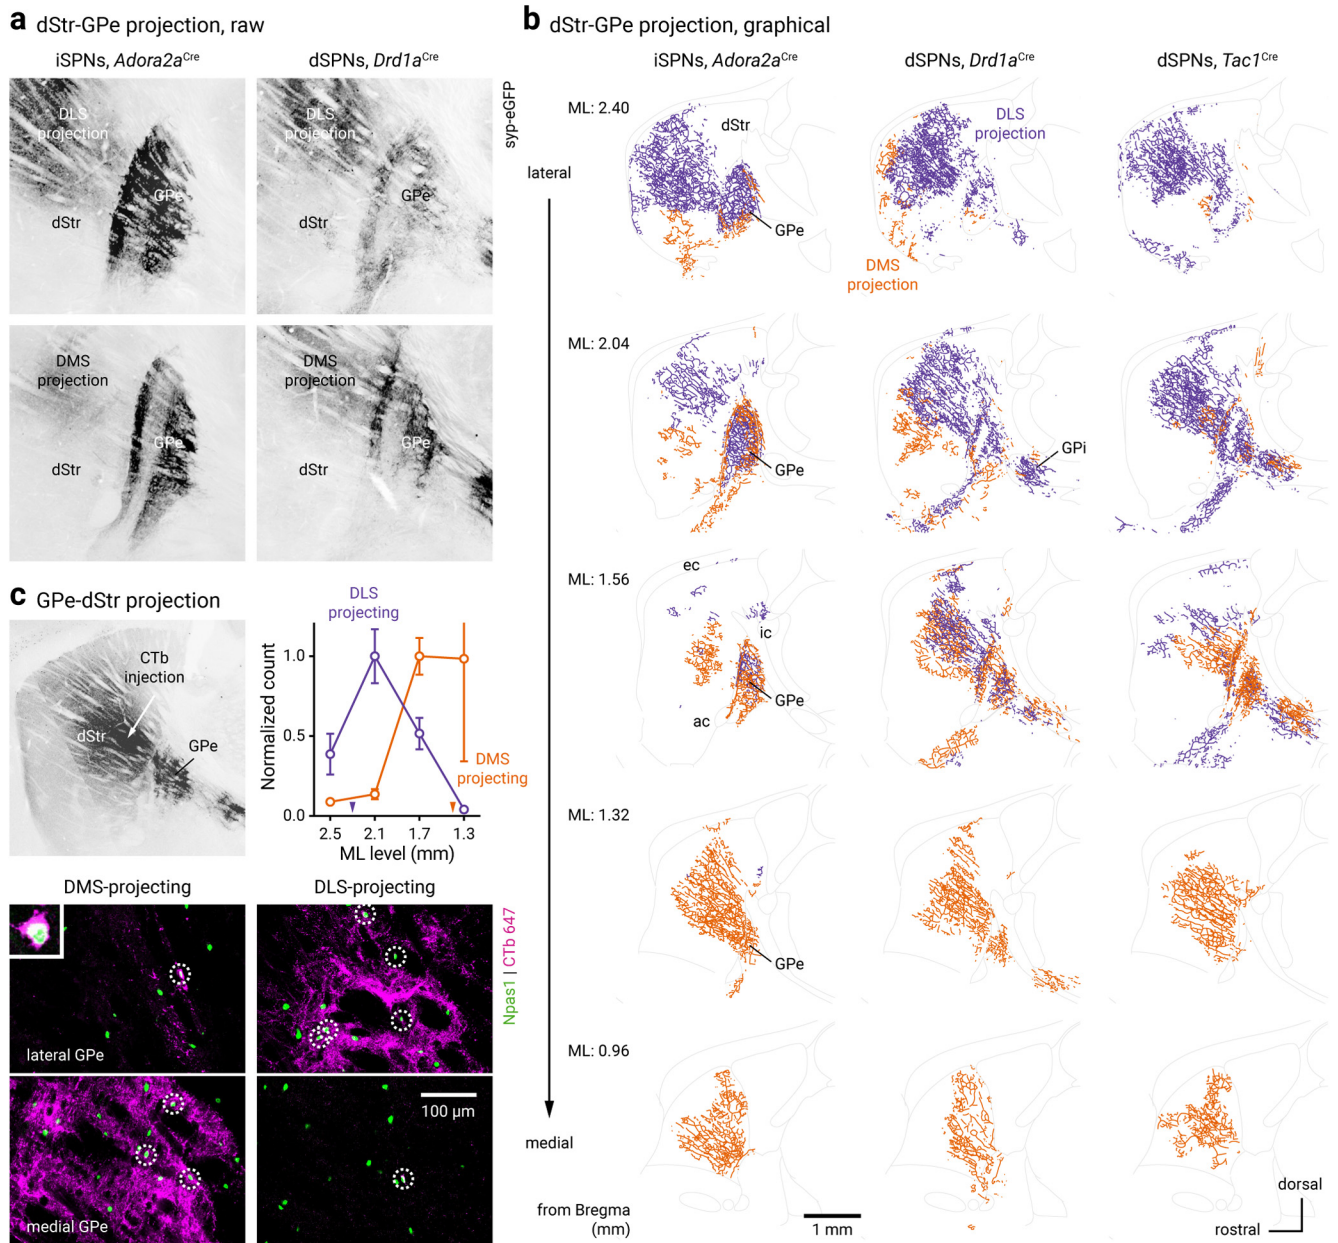 a dStr-GPe projection, raw
iSPNs, Adora2aCre
dSPNs, Drd1aCre
DLS
projection
GPe
dStr
DLS
projection
GPe
dStr
syp-eGFP
DMS
projection
GPe
dStr
DMS
projection
GPe
dStr
b dStr-GPe projection, graphical
iSPNs, Adora2aCre
dSPNs, Drd1aCre
dSPNs, Tac1Cre
ML: 2.40
lateral
dStr
GPe
DLS
projection
DMS
projection
ML: 2.04
GPe
GPi
ML: 1.56
ec
ic
GPe
ac
ML: 1.32
GPe
ML: 0.96
medial
from Bregma
(mm)
1 mm
dorsal
rostral
c GPe-dStr projection
CTb
injection
dStr
GPe
DLS
projecting
DMS
projecting
Normalized count
1.0
0.5
0.0
2.5 2.1 1.7 1.3
ML level (mm)
DMS-projecting
DLS-projecting
lateral GPe
medial GPe
100 µm
Npas1 | CTb 647